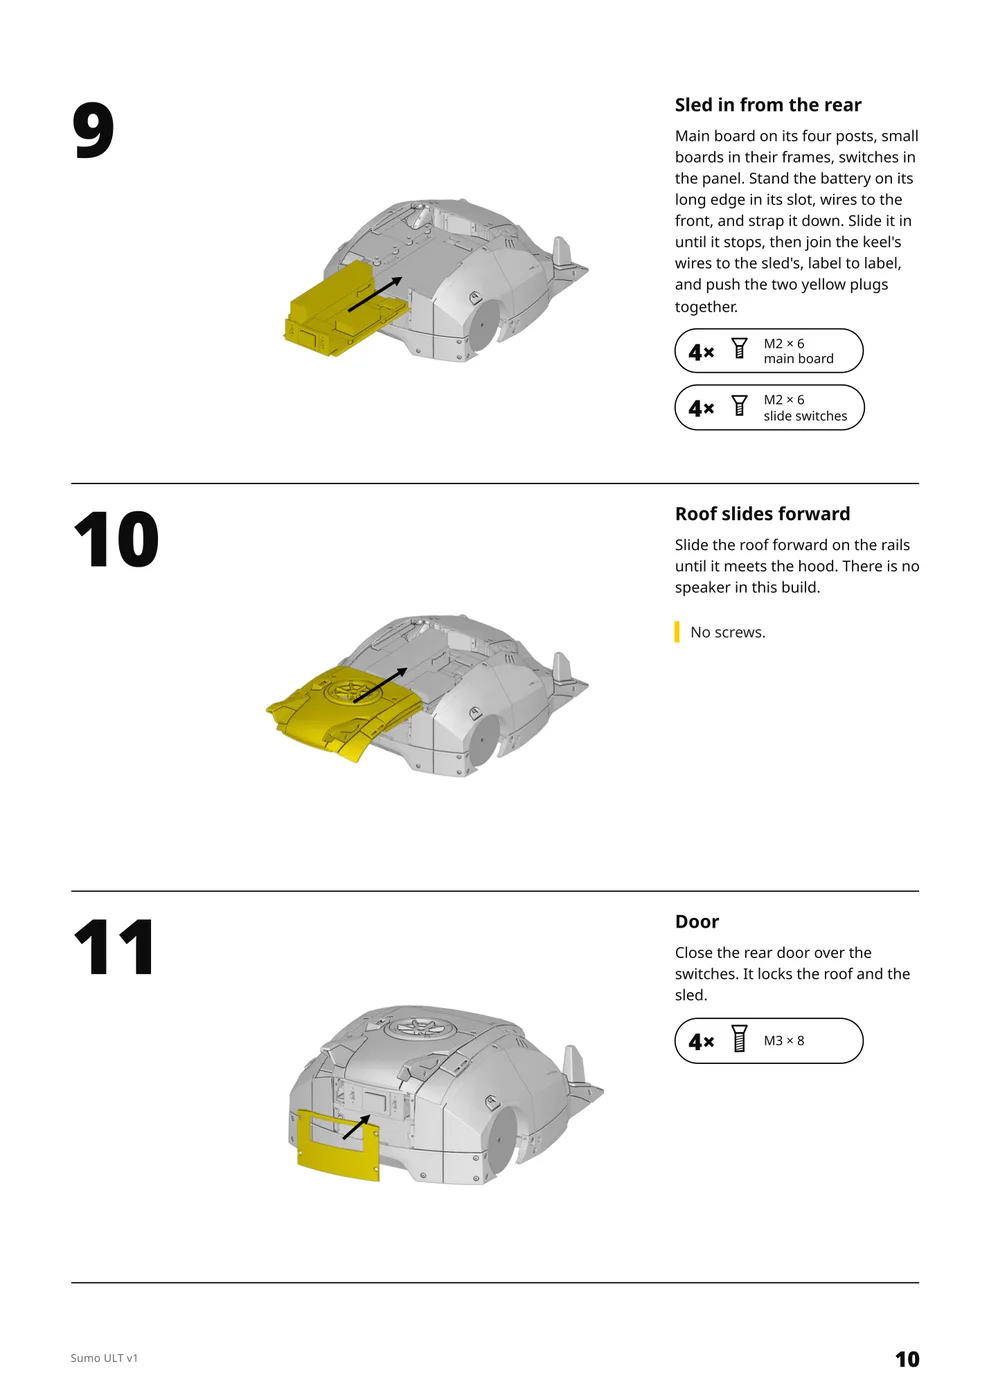 9
Sled in from the rear
Main board on its four posts, small
boards in their frames, switches in
the panel. Stand the battery on its
long edge in its slot, wires to the
front, and strap it down. Slide it in
until it stops, then join the keel's
wires to the sled's, label to label,
and push the two yellow plugs
together.
4× M2 × 6
main board
4× M2 × 6
slide switches
10
Roof slides forward
Slide the roof forward on the rails
until it meets the hood. There is no
speaker in this build.
No screws.
11
Door
Close the rear door over the
switches. It locks the roof and the
sled.
4× M3 × 8
Sumo ULT v1
10